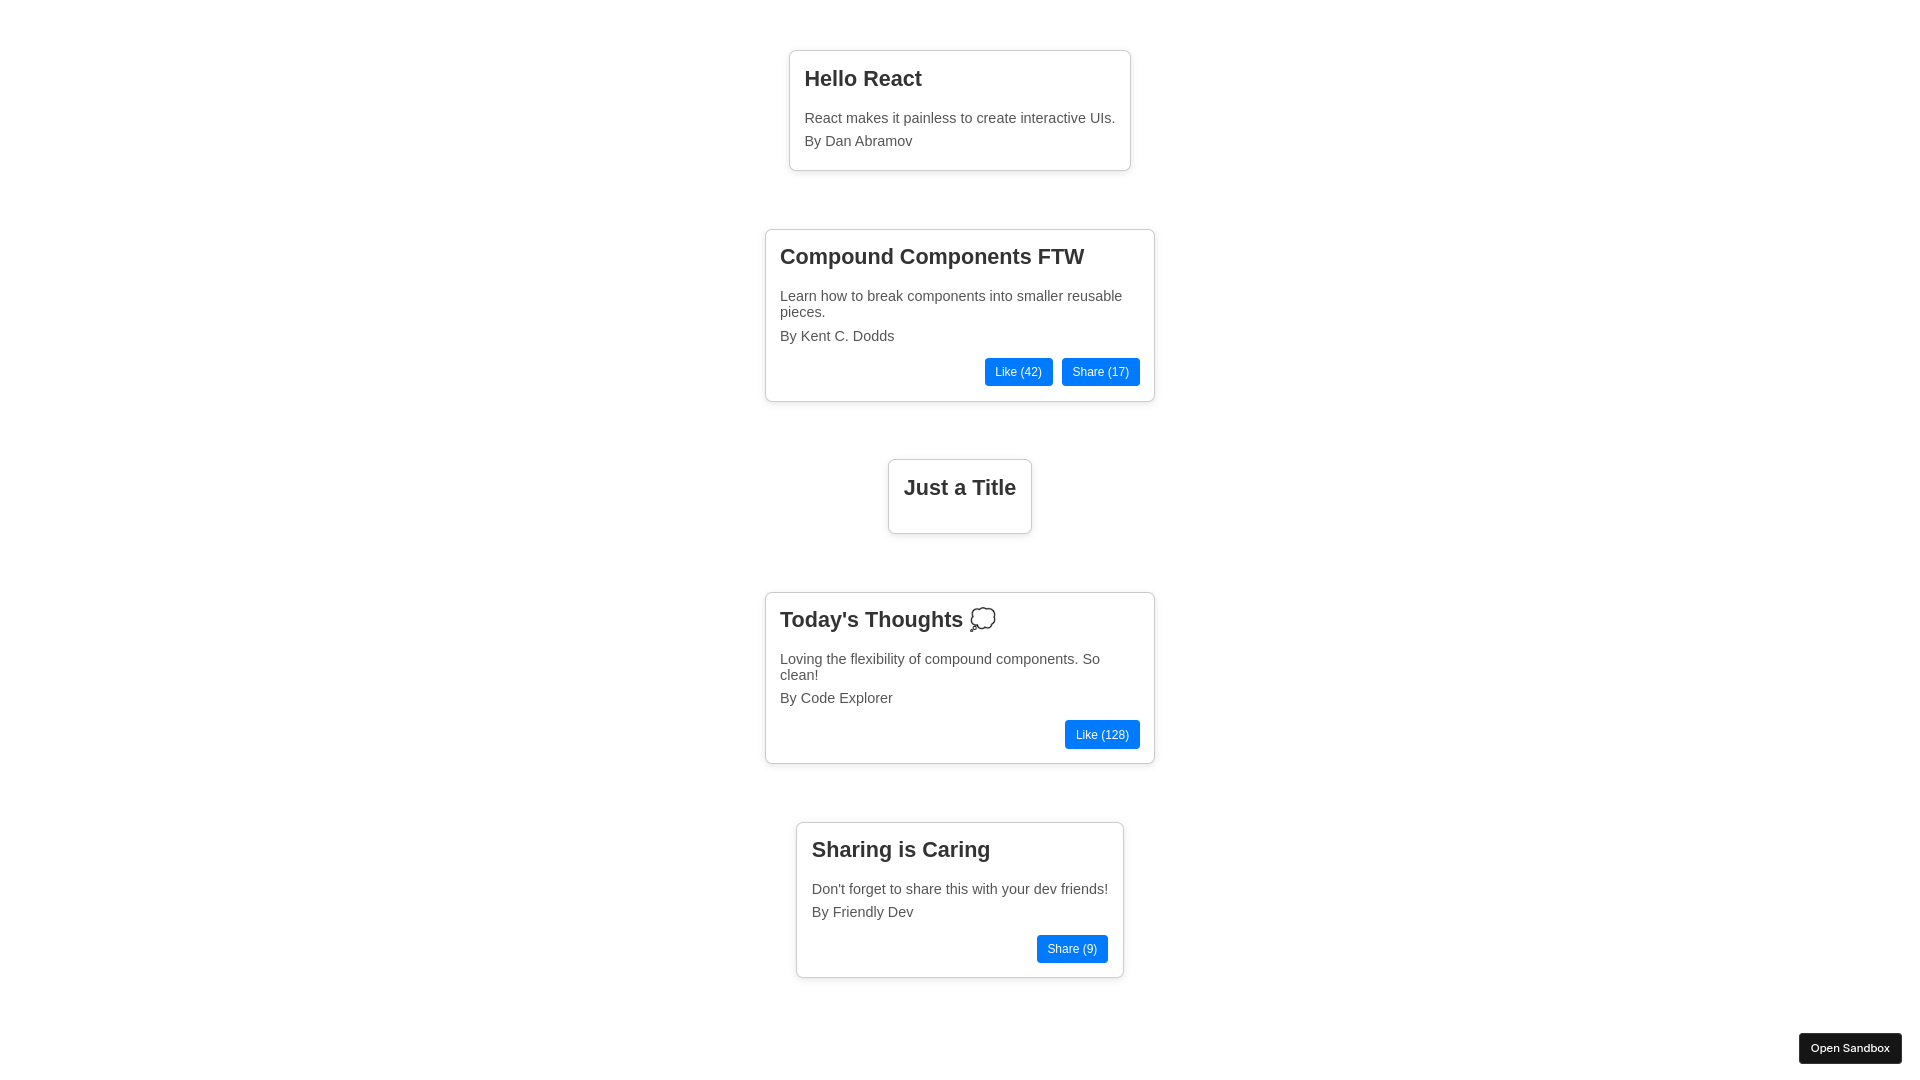 Hello React
React makes it painless to create interactive UIs.
By Dan Abramov
Compound Components FTW
Learn how to break components into smaller reusable
pieces.
By Kent C. Dodds
Like (42) Share (17)
Just a Title
Today's Thoughts 💭
Loving the flexibility of compound components. So
clean!
By Code Explorer
Like (128)
Sharing is Caring
Don't forget to share this with your dev friends!
By Friendly Dev
Share (9)
Open Sandbox